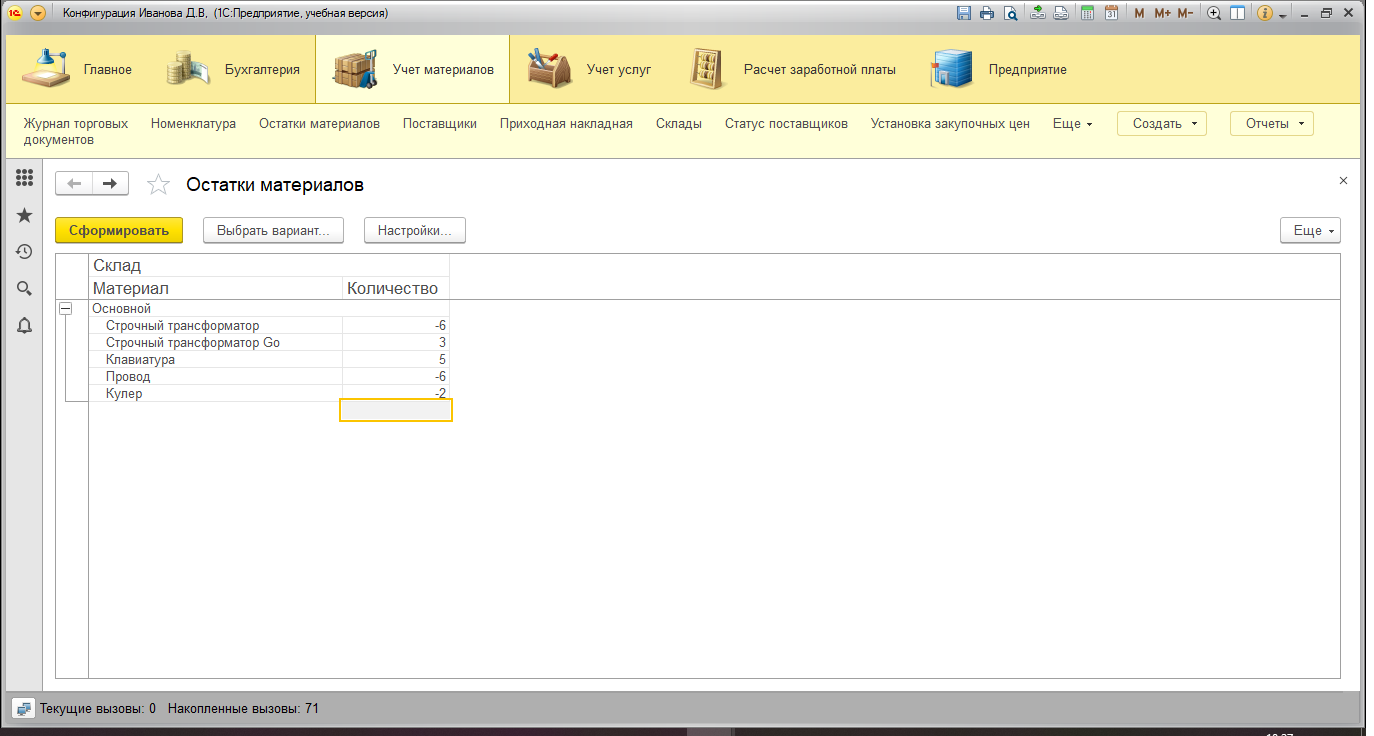 Конфигурация Иванова Д.В, (1С:Предприятие, учебная версия)
31 M M+ M-
Главное Бухгалтерия Учет материалов Учет услуг Расчет заработной платы Предприятие
Журнал торговых документов Номенклатура Остатки материалов Поставщики Приходная накладная Склады Статус поставщиков Установка закупочных цен Еще Создать Отчеты
Остатки материалов
Сформировать Выбрать вариант... Настройки... Еще
Склад
Материал Количество
Основной
Строчный трансформатор -6
Строчный трансформатор Go 3
Клавиатура 5
Провод -6
Кулер -2
Текущие вызовы: 0 Накопленные вызовы: 71